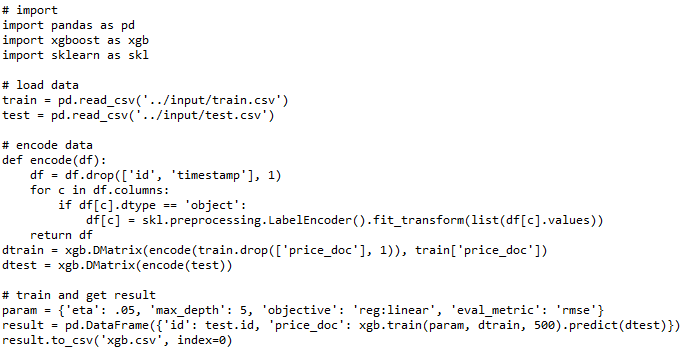 # import
import pandas as pd
import xgboost as xgb
import sklearn as skl

# load data
train = pd.read_csv('../input/train.csv')
test = pd.read_csv('../input/test.csv')

# encode data
def encode(df):
    df = df.drop(['id', 'timestamp'], 1)
    for c in df.columns:
        if df[c].dtype == 'object':
            df[c] = skl.preprocessing.LabelEncoder().fit_transform(list(df[c].values))
    return df
dtrain = xgb.DMatrix(encode(train.drop(['price_doc'], 1)), train['price_doc'])
dtest = xgb.DMatrix(encode(test))

# train and get result
param = {'eta': .05, 'max_depth': 5, 'objective': 'reg:linear', 'eval_metric': 'rmse'}
result = pd.DataFrame({'id': test.id, 'price_doc': xgb.train(param, dtrain, 500).predict(dtest)})
result.to_csv('xgb.csv', index=0)